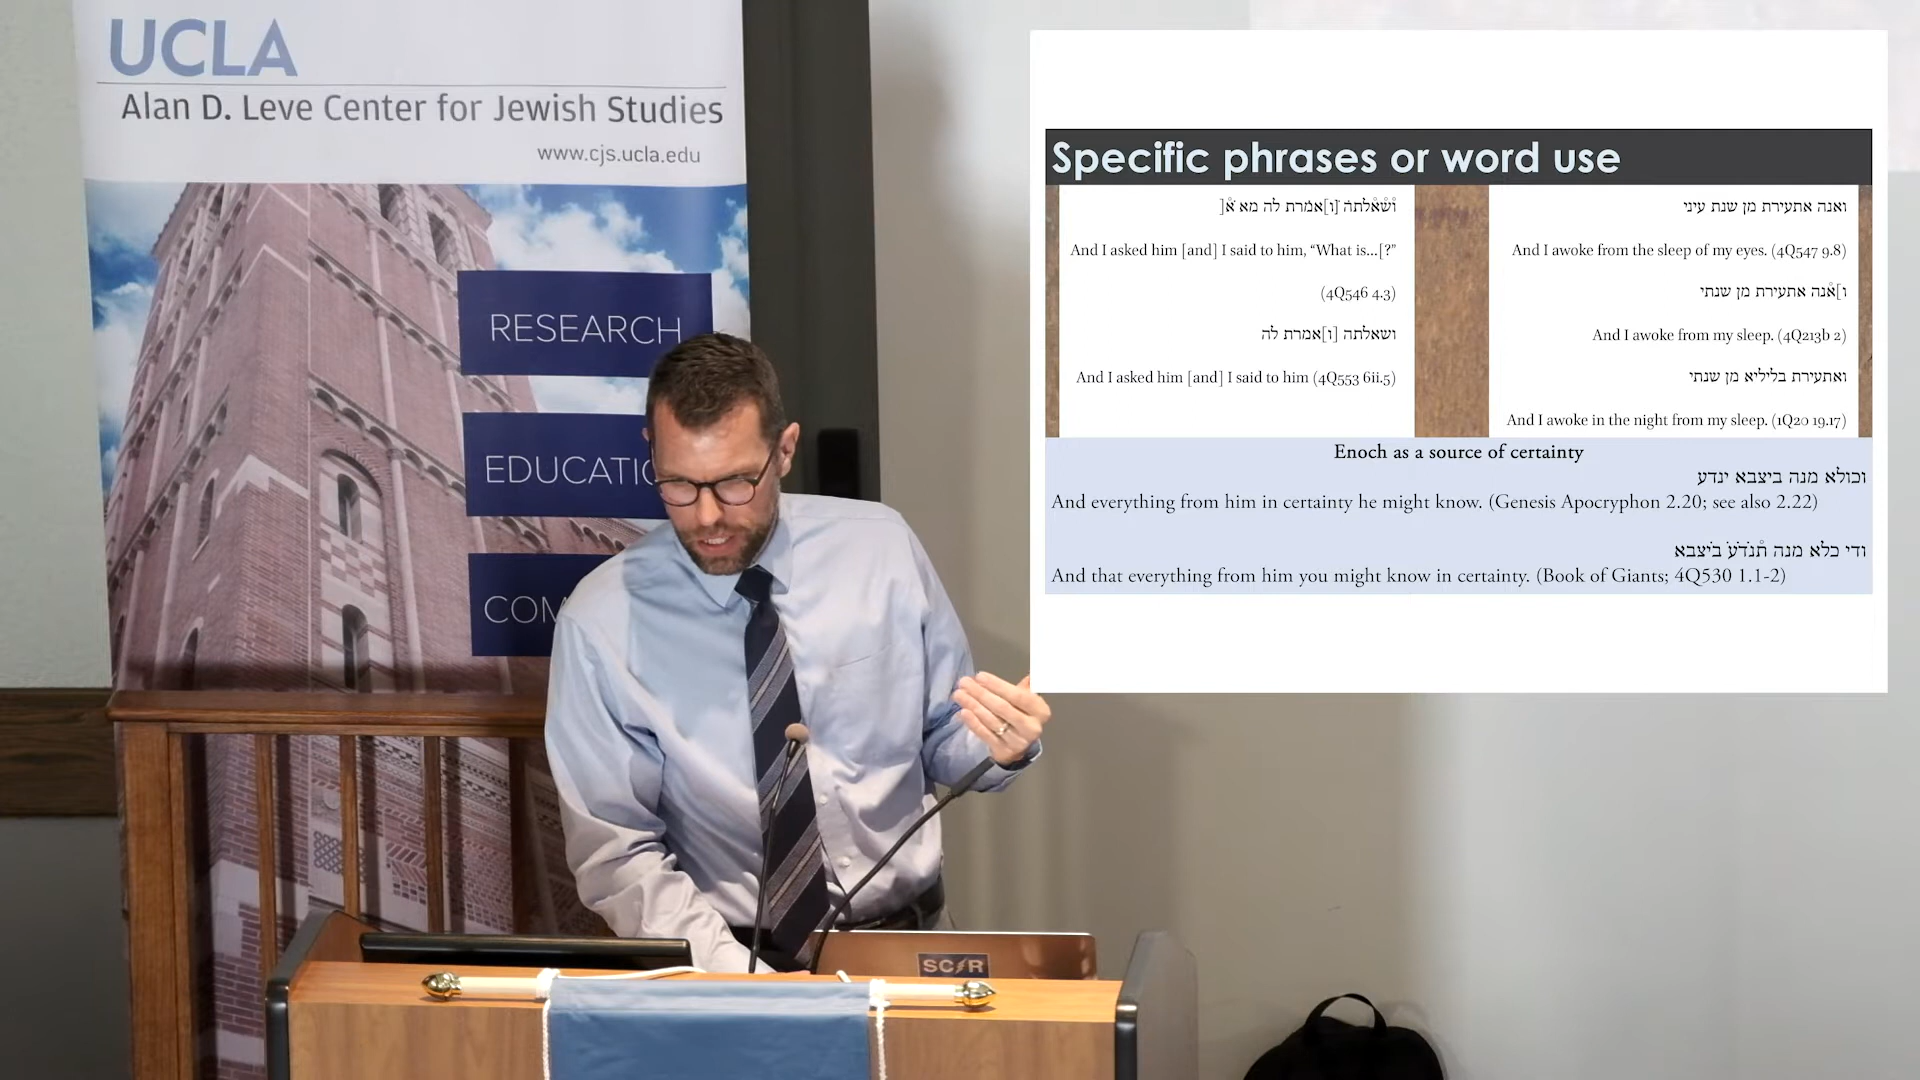 UCLA
Alan D. Leve Center for Jewish Studies
www.cjs.ucla.edu
RESEARCH
EDUCATIO
COM
SC R
Specific phrases or word use
וֿשׄא֯לתהׄ [ו]אמׄרת לה מא א֯[
And I asked him [and] I said to him, “What is...[?”
(4Q546 4.3)
ושאלתה [ו]אמרת לה
And I asked him [and] I said to him (4Q553 6ii.5)
ואנה אתעירת מן שנת עיני
And I awoke from the sleep of my eyes. (4Q547 9.8)
ו]א֯נה אתעירת מן שנתי
And I awoke from my sleep. (4Q213b 2)
ואתעירת בליליא מן שנתי
And I awoke in the night from my sleep. (1Q20 19.17)
Enoch as a source of certainty
וכולא מנה ביצבא ינדע
And everything from him in certainty he might know. (Genesis Apocryphon 2.20; see also 2.22)
ודי כלא מנה ת֯נׄדׄעׄ בׄיׄצבא
And that everything from him you might know in certainty. (Book of Giants; 4Q530 1.1-2)